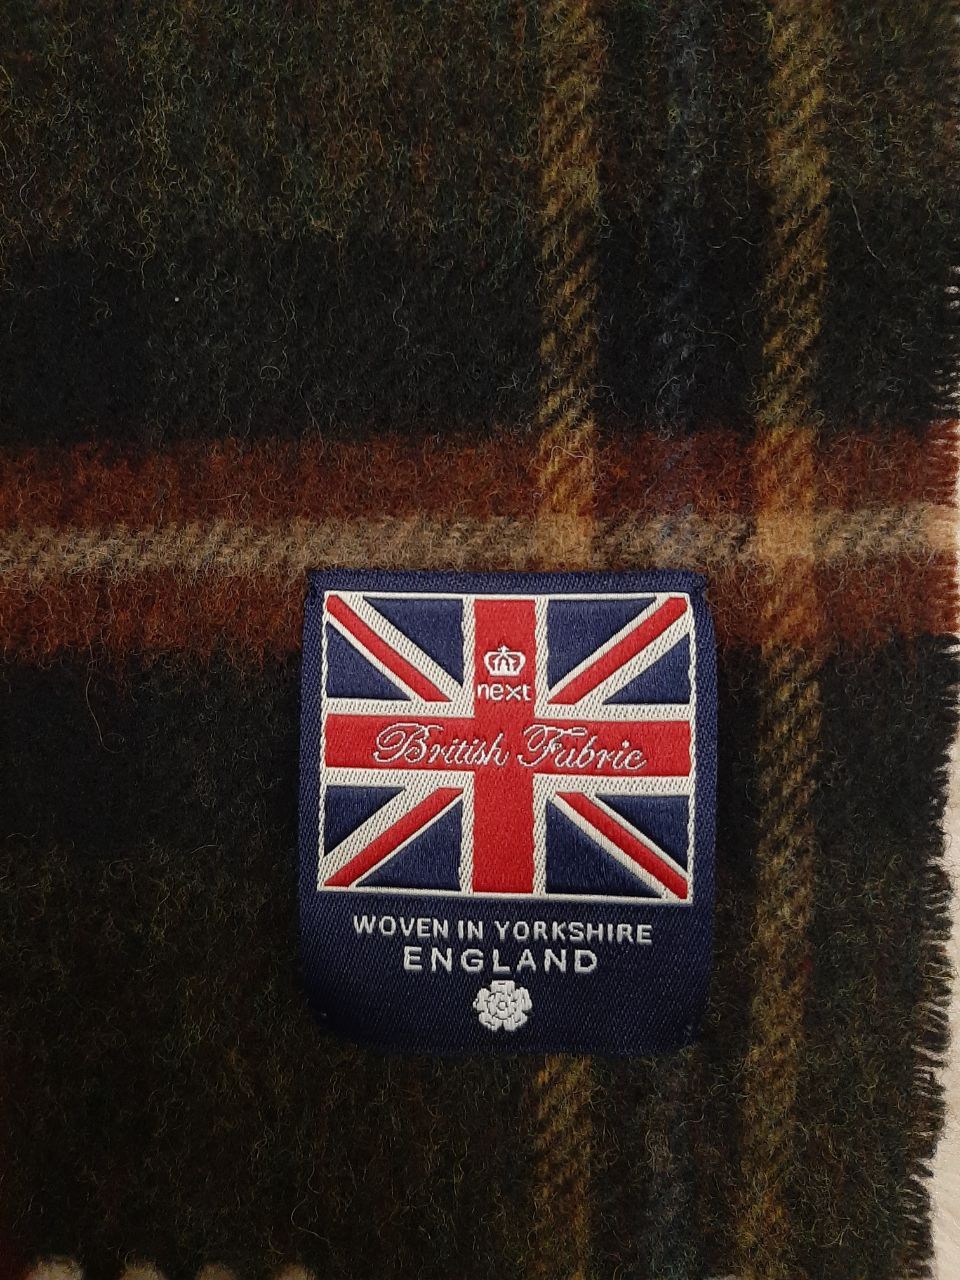 next
British Fabric
WOVEN IN YORKSHIRE
ENGLAND